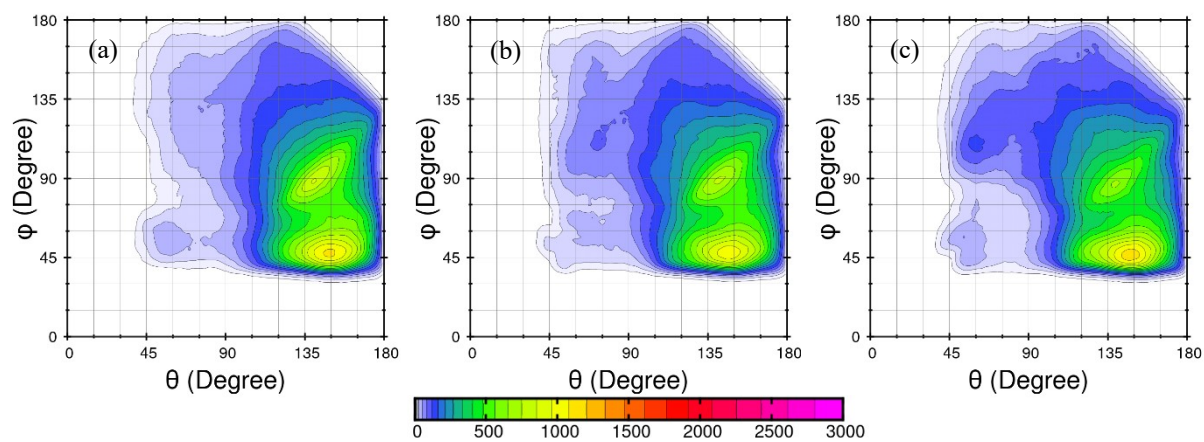 180 180 180
(a) (b) (c)
135 135 135
φ (Degree) φ (Degree) φ (Degree)
90 90 90
45 45 45
0 0 0
0 45 90 135 180 0 45 90 135 180 0 45 90 135 180
θ (Degree) θ (Degree) θ (Degree)
0 500 1000 1500 2000 2500 3000